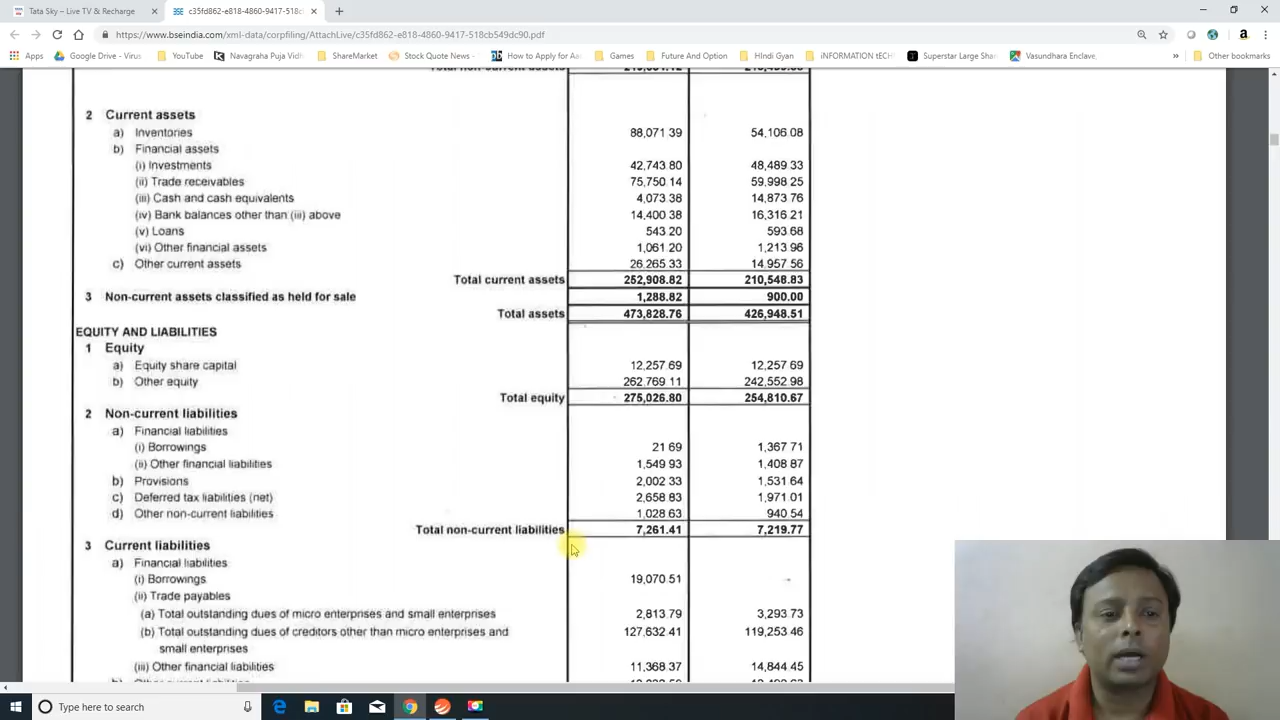 Tata Sky – Live TV & Recharge
c35fd862-e818-4860-9417-518cb
https://www.bseindia.com/xml-data/corpfiling/AttachLive/c35fd862-e818-4860-9417-518cb549dc90.pdf
Apps Google Drive - Virus YouTube Navagraha Puja Vidh ShareMarket Stock Quote News - How to Apply for Aa Games Future And Option HIndi Gyan iNFORMATION tECH Superstar Large Shar Vasundhara Enclave, » Other bookmarks
Total non-current assets
2 Current assets
a) Inventories 88,071.39 54,106.08
b) Financial assets
(i) Investments 42,743.80 48,489.33
(ii) Trade receivables 75,750.14 59,998.25
(iii) Cash and cash equivalents 4,073.38 14,873.76
(iv) Bank balances other than (iii) above 14,400.38 16,316.21
(v) Loans 543.20 593.68
(vi) Other financial assets 1,061.20 1,213.96
c) Other current assets 26,265.33 14,957.56
Total current assets 252,908.82 210,548.83
3 Non-current assets classified as held for sale 1,288.82 900.00
Total assets 473,828.76 426,948.51
EQUITY AND LIABILITIES
1 Equity
a) Equity share capital 12,257.69 12,257.69
b) Other equity 262,769.11 242,552.98
Total equity 275,026.80 254,810.67
2 Non-current liabilities
a) Financial liabilities
(i) Borrowings 21.69 1,367.71
(ii) Other financial liabilities 1,549.93 1,408.87
b) Provisions 2,002.33 1,531.64
c) Deferred tax liabilities (net) 2,658.83 1,971.01
d) Other non-current liabilities 1,028.63 940.54
Total non-current liabilities 7,261.41 7,219.77
3 Current liabilities
a) Financial liabilities
(i) Borrowings 19,070.51 -
(ii) Trade payables
(a) Total outstanding dues of micro enterprises and small enterprises 2,813.79 3,293.73
(b) Total outstanding dues of creditors other than micro enterprises and 127,632.41 119,253.46
small enterprises
(iii) Other financial liabilities 11,368.37 14,844.45
Type here to search